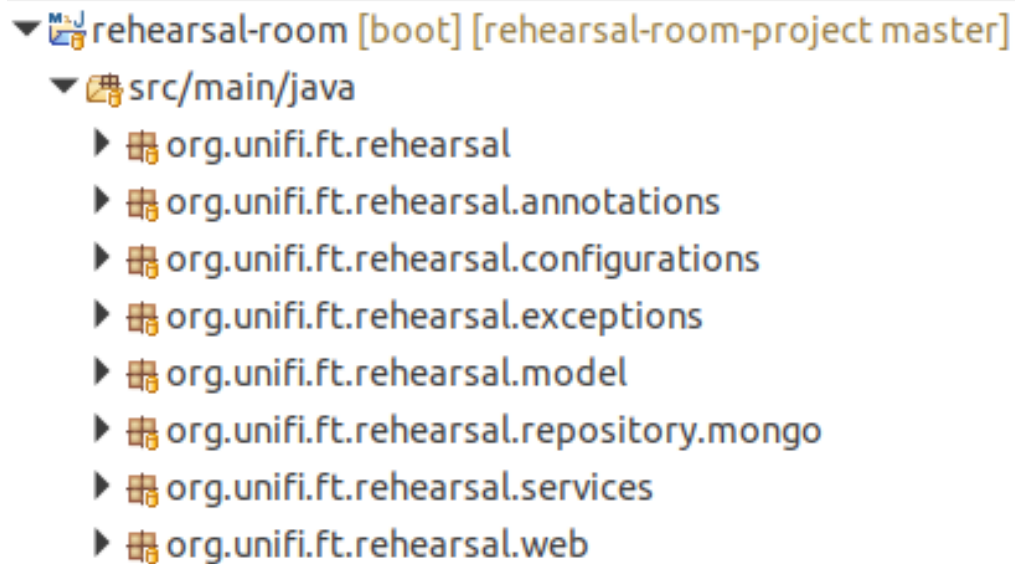 rehearsal-room [boot] [rehearsal-room-project master]
src/main/java
org.unifi.ft.rehearsal
org.unifi.ft.rehearsal.annotations
org.unifi.ft.rehearsal.configurations
org.unifi.ft.rehearsal.exceptions
org.unifi.ft.rehearsal.model
org.unifi.ft.rehearsal.repository.mongo
org.unifi.ft.rehearsal.services
org.unifi.ft.rehearsal.web